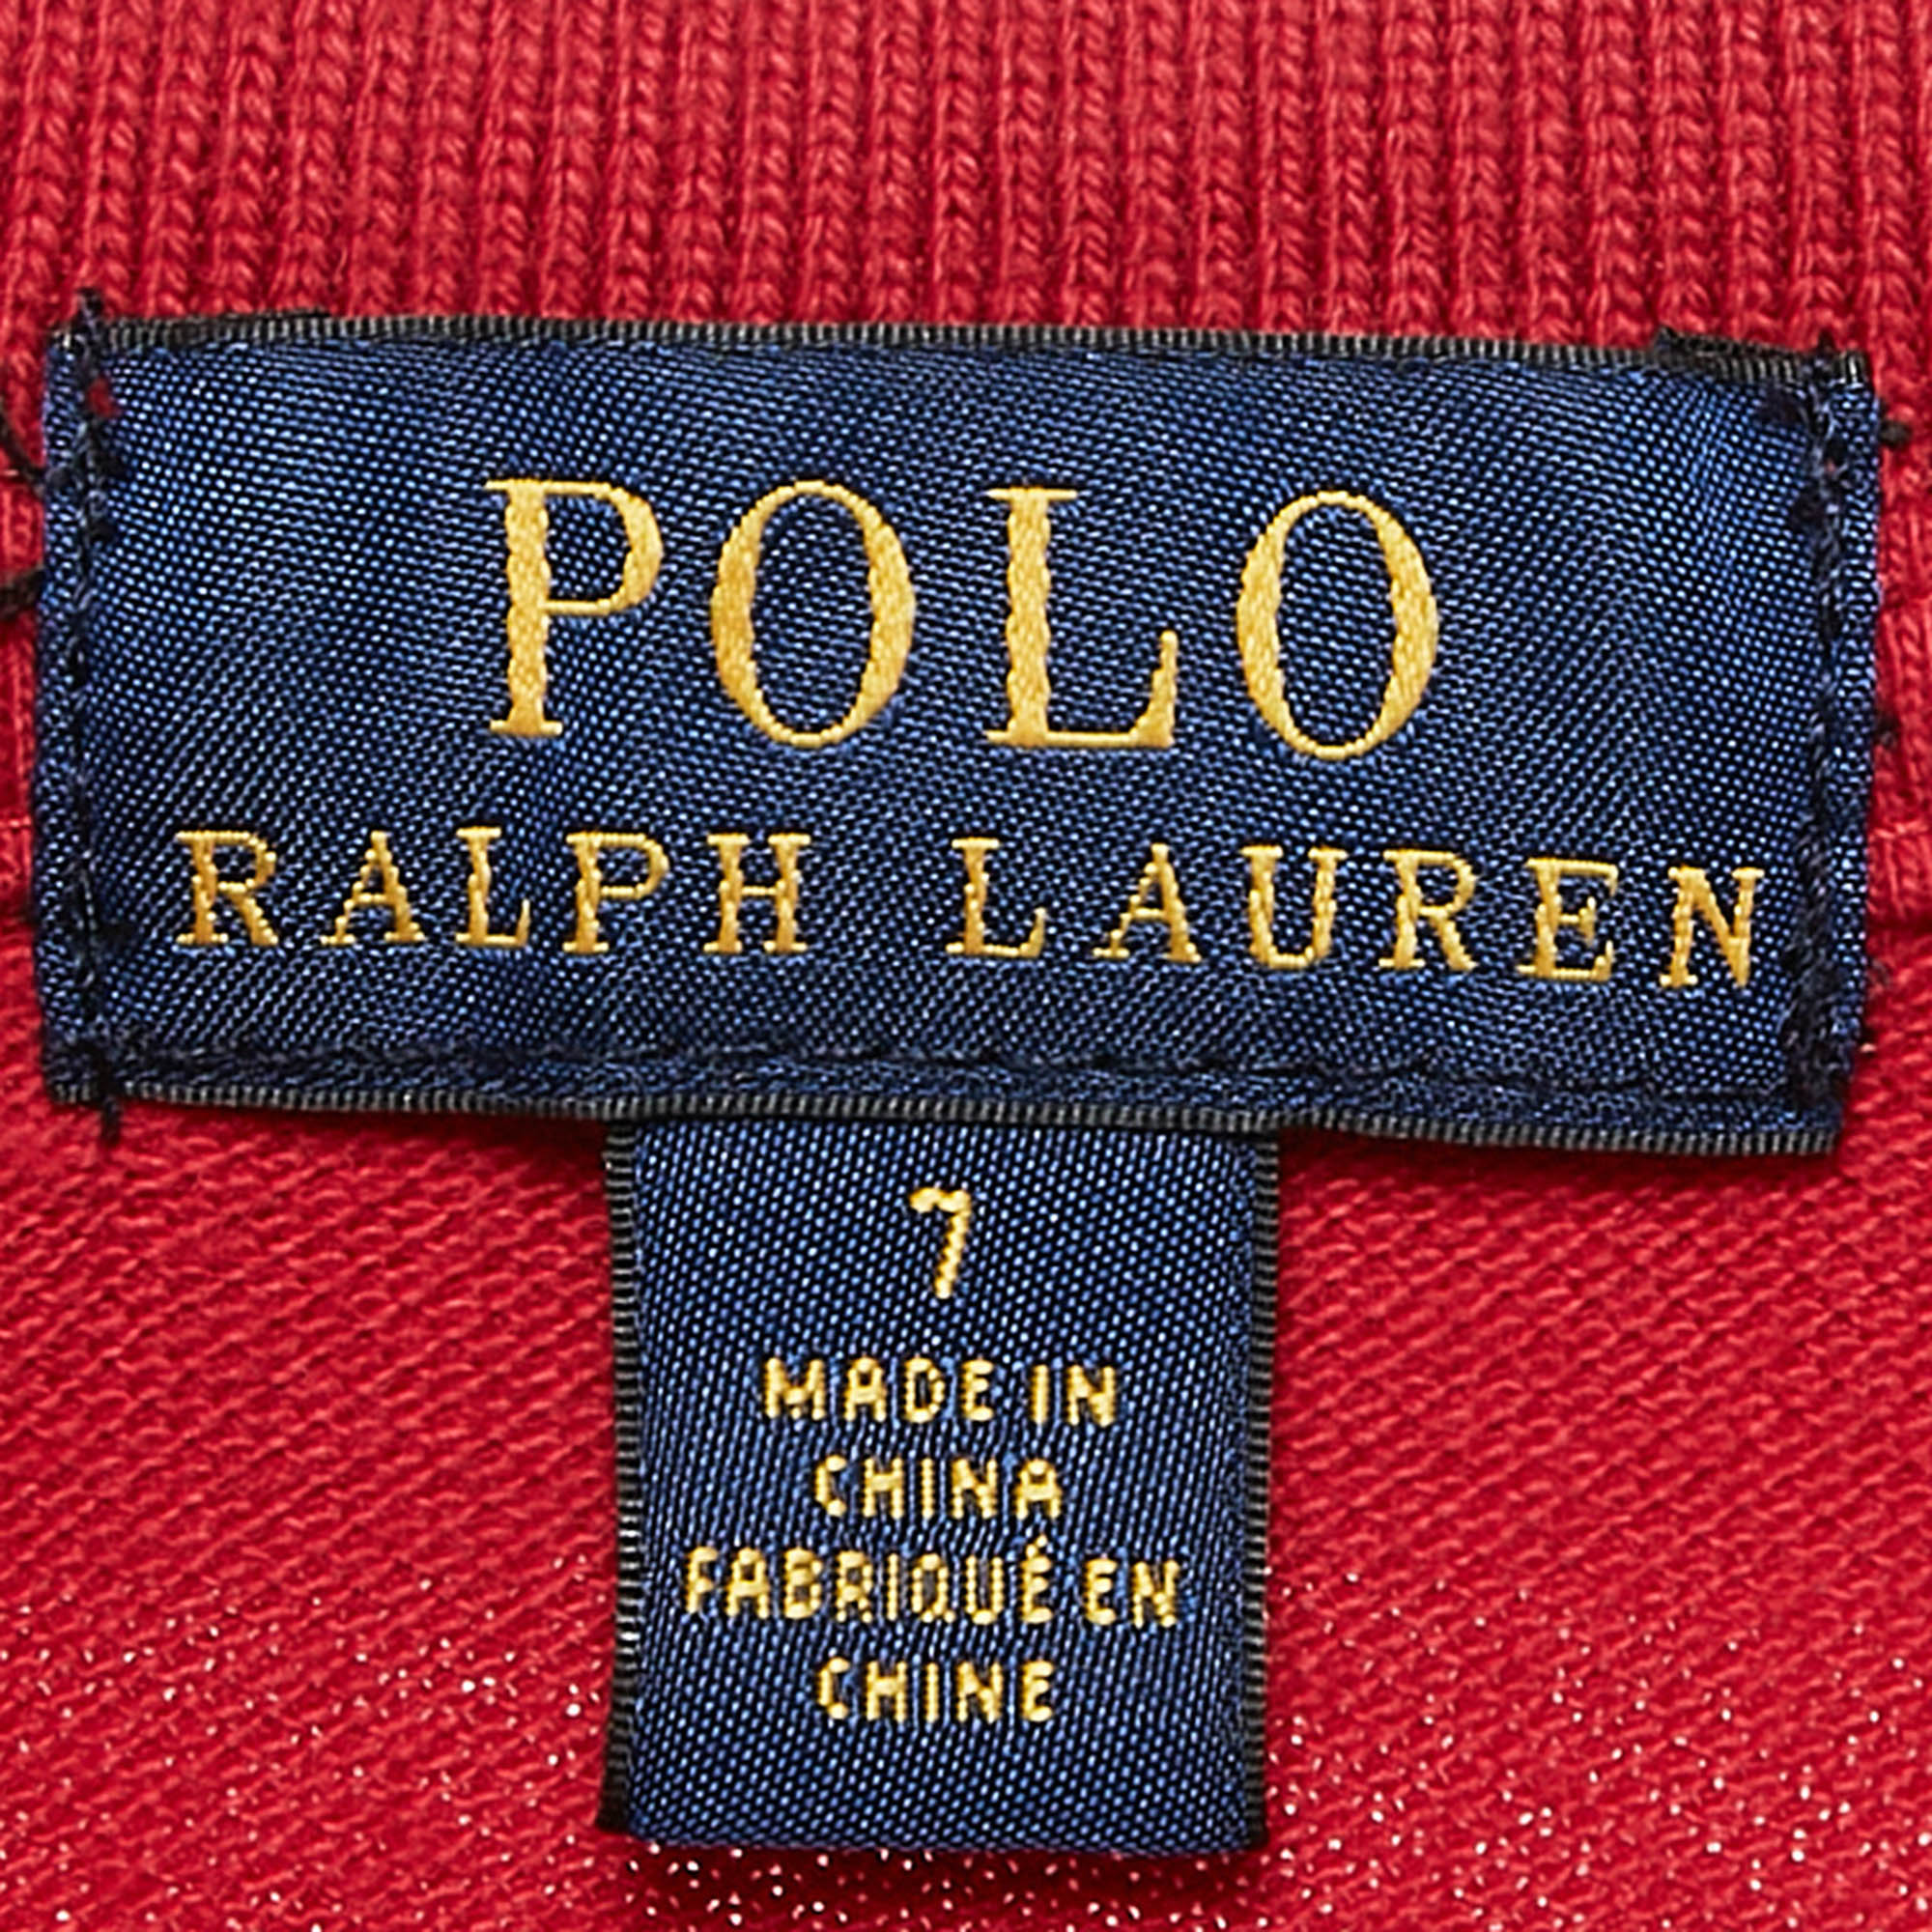 POLO
RALPH LAUREN
7
MADE IN
CHINA
FABRIQUÉ EN
CHINE